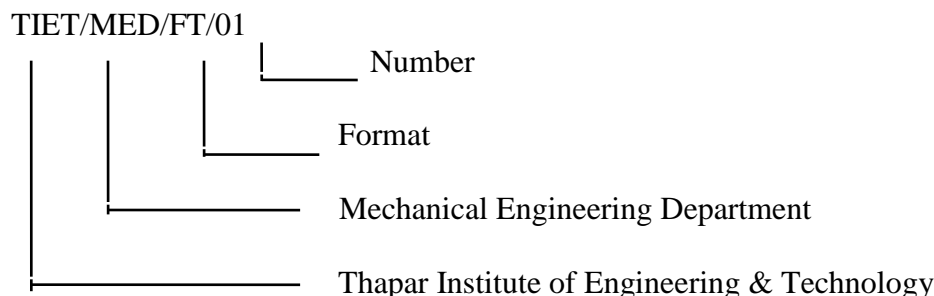 TIET/MED/FT/01
Number
Format
Mechanical Engineering Department
Thapar Institute of Engineering & Technology